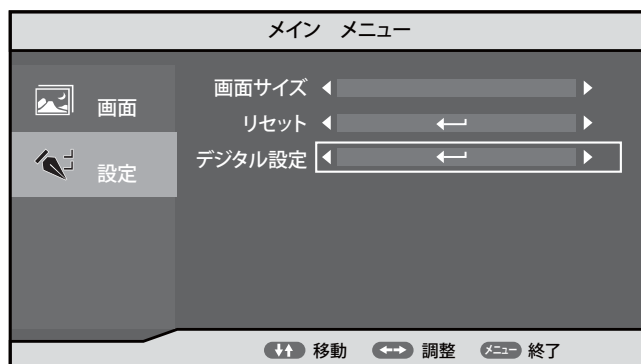 メイン メニュー
画面
設定
画面サイズ
リセット
デジタル設定
移動 調整 メニュー 終了